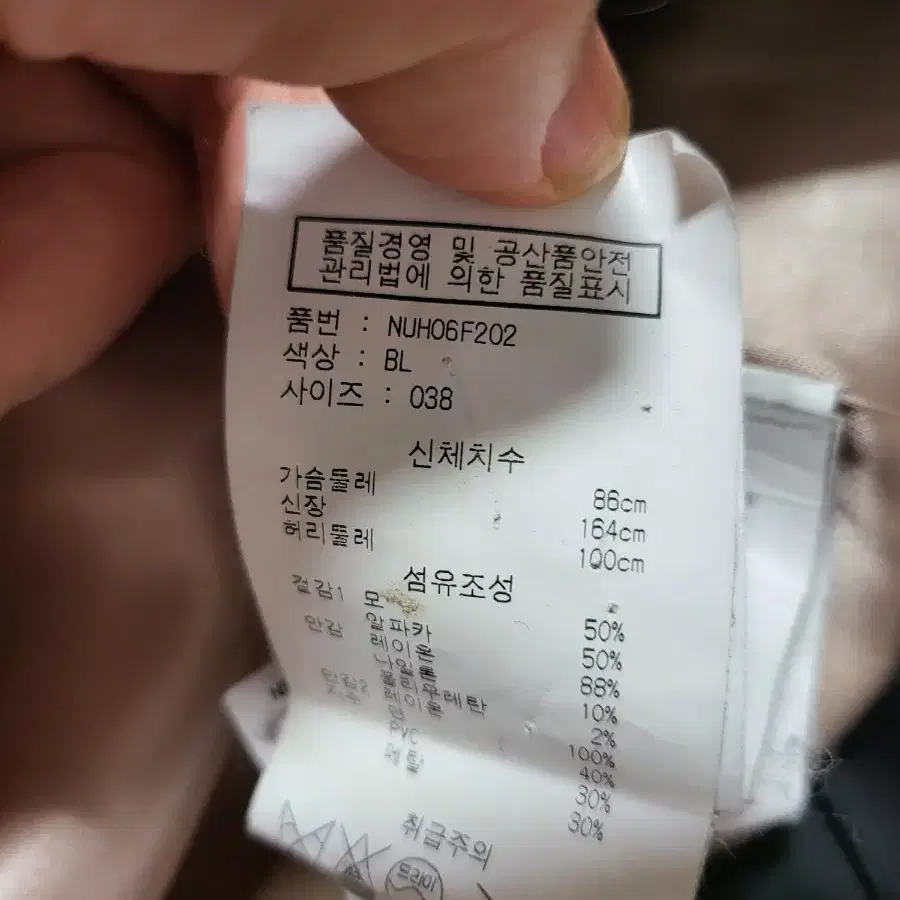 품질경영 및 공산품안전
관리법에 의한 품질표시
품번 : NUH06F202
색상 : BL
사이즈 : 038
신체치수
가슴둘레 86cm
신장 164cm
허리둘레 100cm
섬유조성
겉감1 모 50%
안감 알파카 50%
레이온 88%
나일론 10%
폴리우레탄 2%
레이온 100%
40%
PVC 30%
메탈 30%
취급주의
드라이